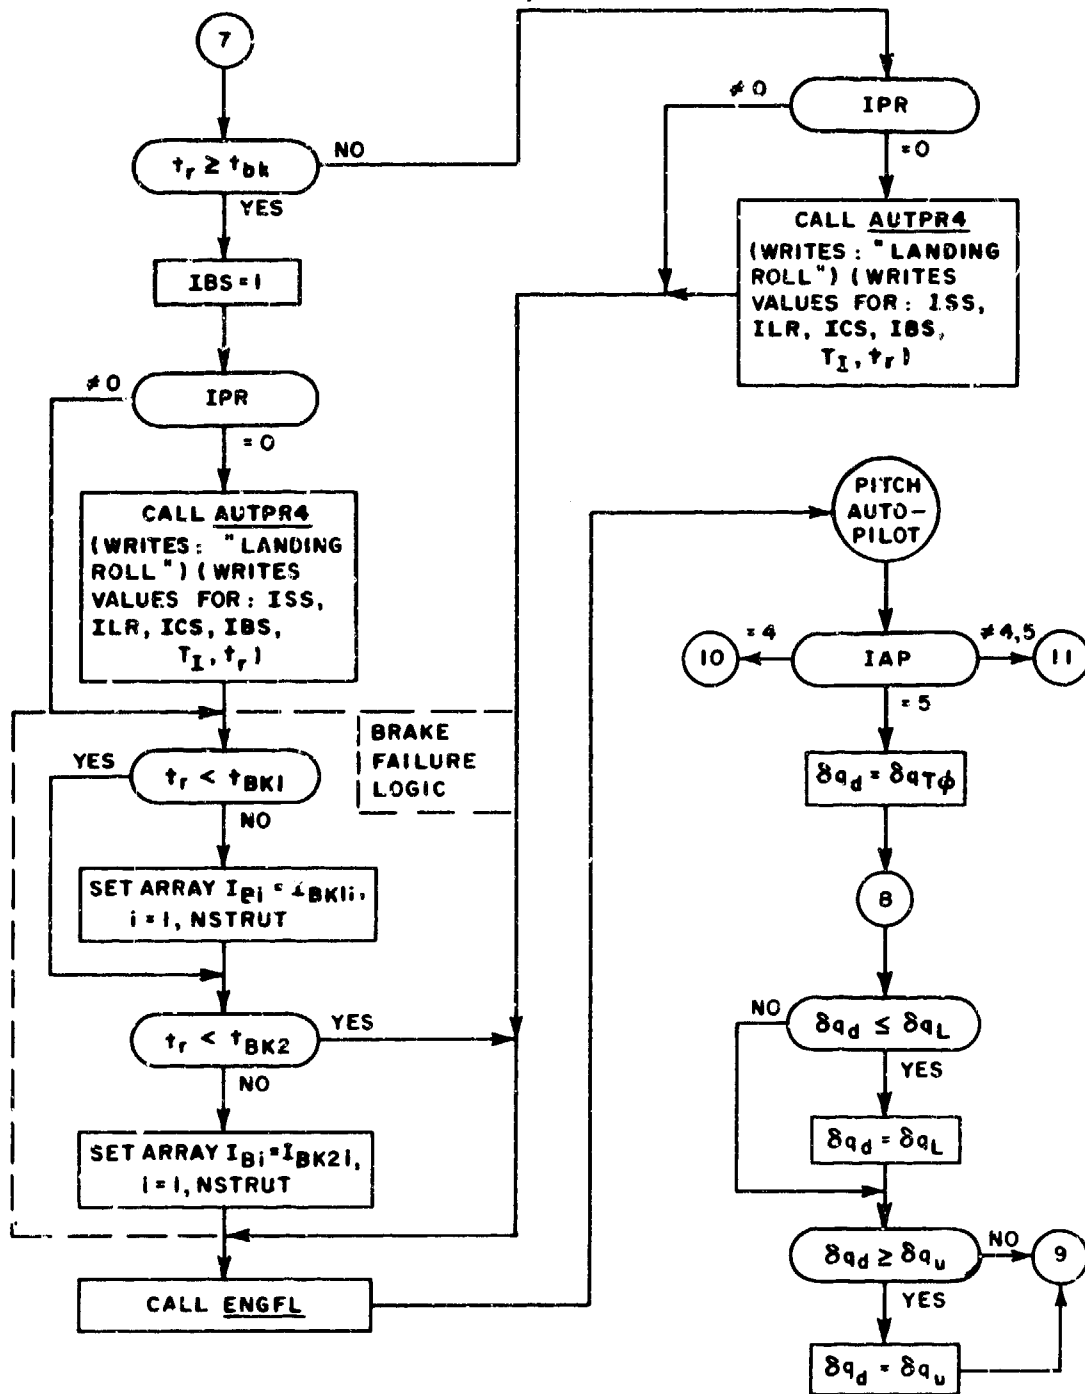 7
t_r ≥ t_bk
NO
YES
IBS=1
≠0
IPR
=0
CALL AUTPR4
(WRITES: "LANDING
ROLL") (WRITES
VALUES FOR: ISS,
ILR, ICS, IBS,
T_I, t_r)
BRAKE
FAILURE
LOGIC
YES
t_r < t_BK1
NO
SET ARRAY I_Bi = I_BK1i,
i = 1, NSTRUT
t_r < t_BK2
YES
NO
SET ARRAY I_Bi = I_BK2i,
i = 1, NSTRUT
CALL ENGFL
≠0
IPR
=0
CALL AUTPR4
(WRITES: "LANDING
ROLL") (WRITES
VALUES FOR: ISS,
ILR, ICS, IBS,
T_I, t_r)
PITCH
AUTO-
PILOT
10
=4
IAP
≠4,5
11
=5
δq_d = δq_Tϕ
8
NO
δq_d ≤ δq_L
YES
δq_d = δq_L
δq_d ≥ δq_u
NO
9
YES
δq_d = δq_u